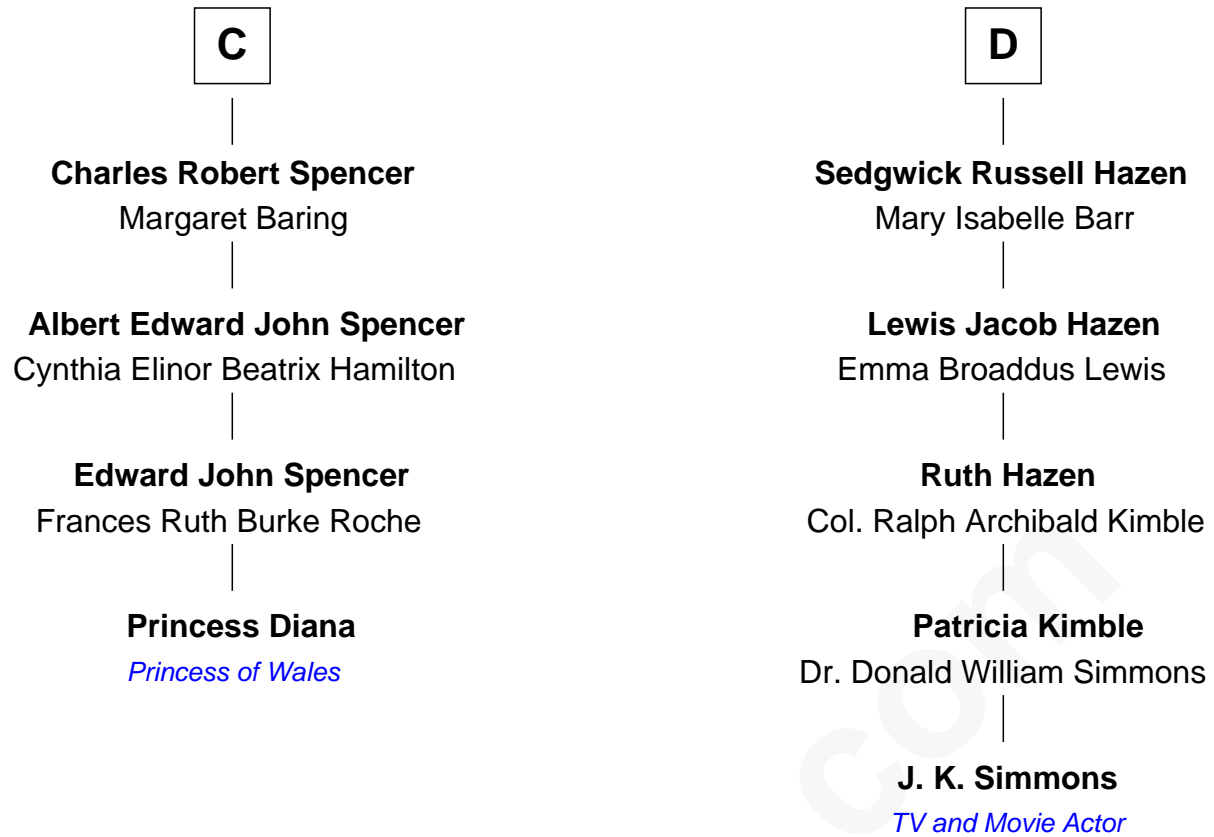 C
Charles Robert Spencer
Margaret Baring
Albert Edward John Spencer
Cynthia Elinor Beatrix Hamilton
Edward John Spencer
Frances Ruth Burke Roche
Princess Diana
Princess of Wales
D
Sedgwick Russell Hazen
Mary Isabelle Barr
Lewis Jacob Hazen
Emma Broaddus Lewis
Ruth Hazen
Col. Ralph Archibald Kimble
Patricia Kimble
Dr. Donald William Simmons
J. K. Simmons
TV and Movie Actor
com